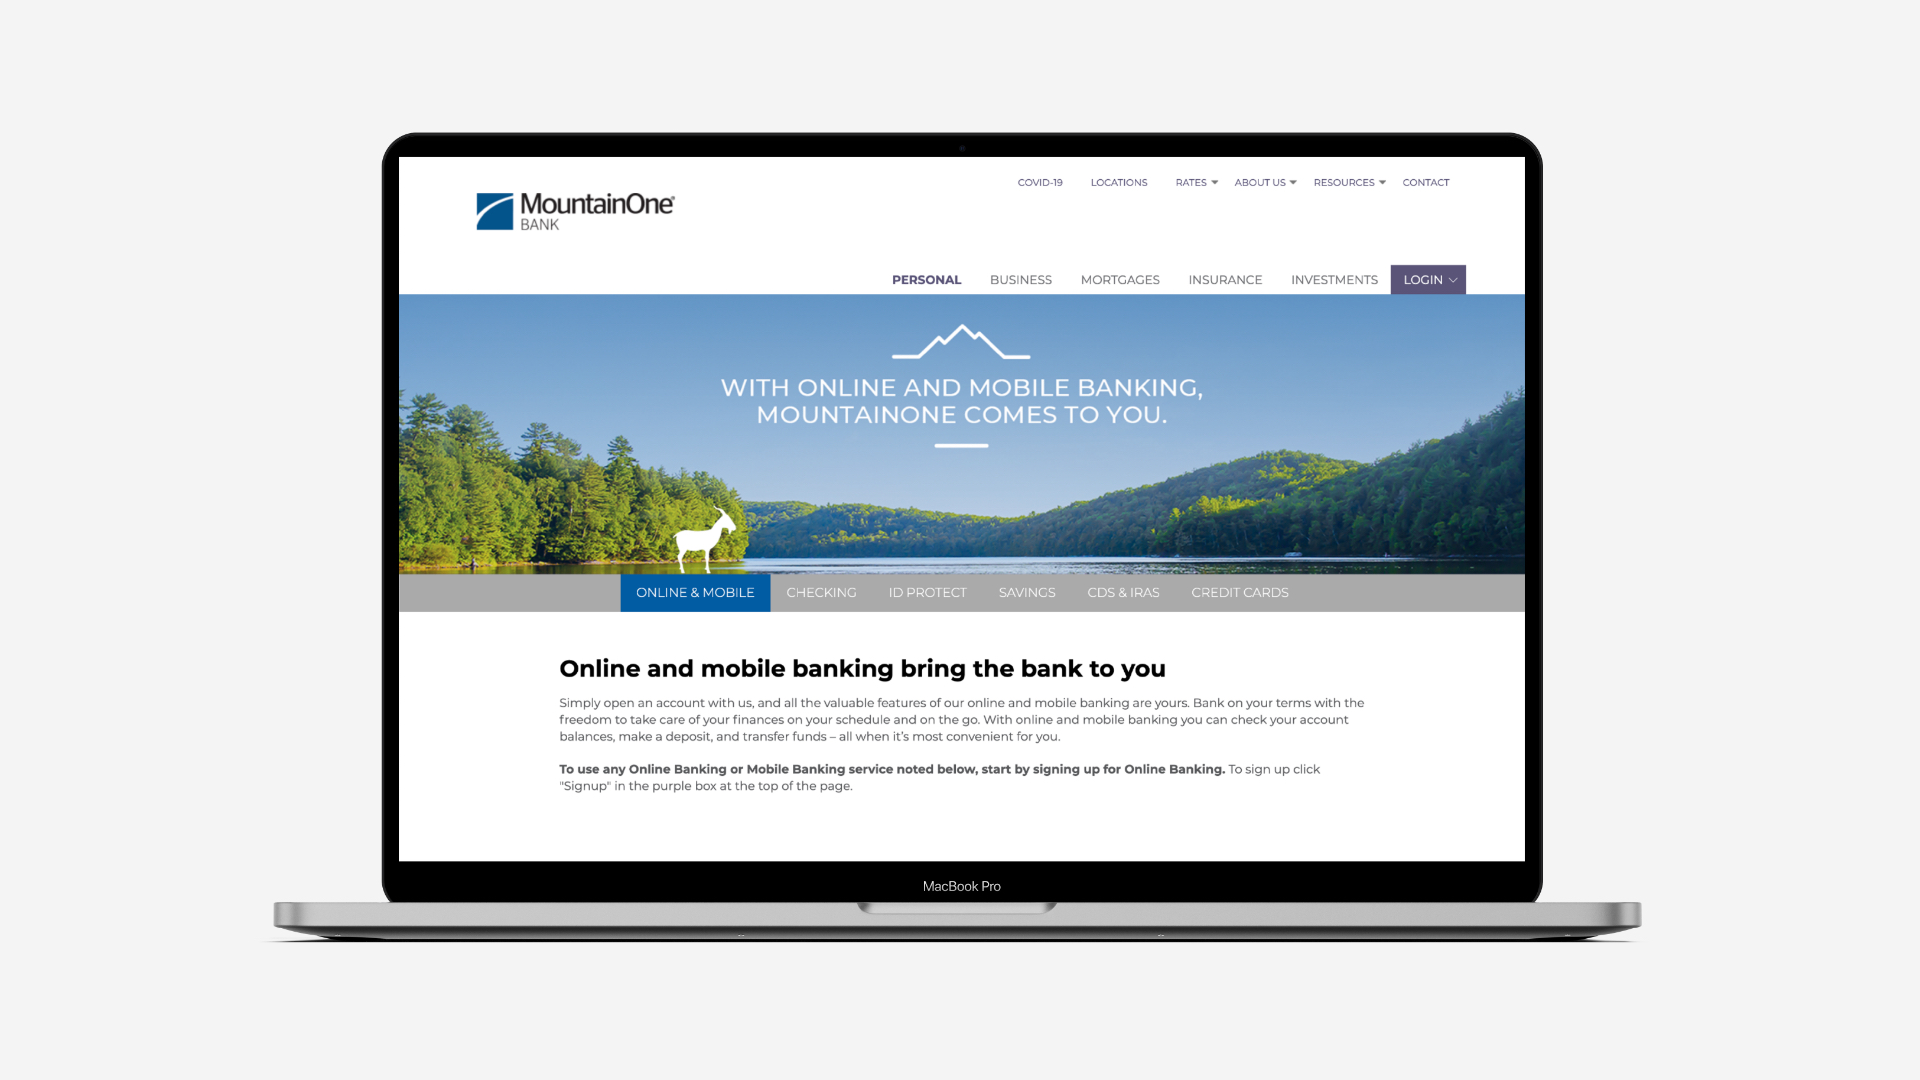 MountainOne®
BANK
COVID-19 LOCATIONS RATES ABOUT US RESOURCES CONTACT
PERSONAL BUSINESS MORTGAGES INSURANCE INVESTMENTS LOGIN
WITH ONLINE AND MOBILE BANKING,
MOUNTAINONE COMES TO YOU.
ONLINE & MOBILE CHECKING ID PROTECT SAVINGS CDS & IRAS CREDIT CARDS
Online and mobile banking bring the bank to you
Simply open an account with us, and all the valuable features of our online and mobile banking are yours. Bank on your terms with the
freedom to take care of your finances on your schedule and on the go. With online and mobile banking you can check your account
balances, make a deposit, and transfer funds – all when it’s most convenient for you.
To use any Online Banking or Mobile Banking service noted below, start by signing up for Online Banking. To sign up click
"Signup" in the purple box at the top of the page.
MacBook Pro